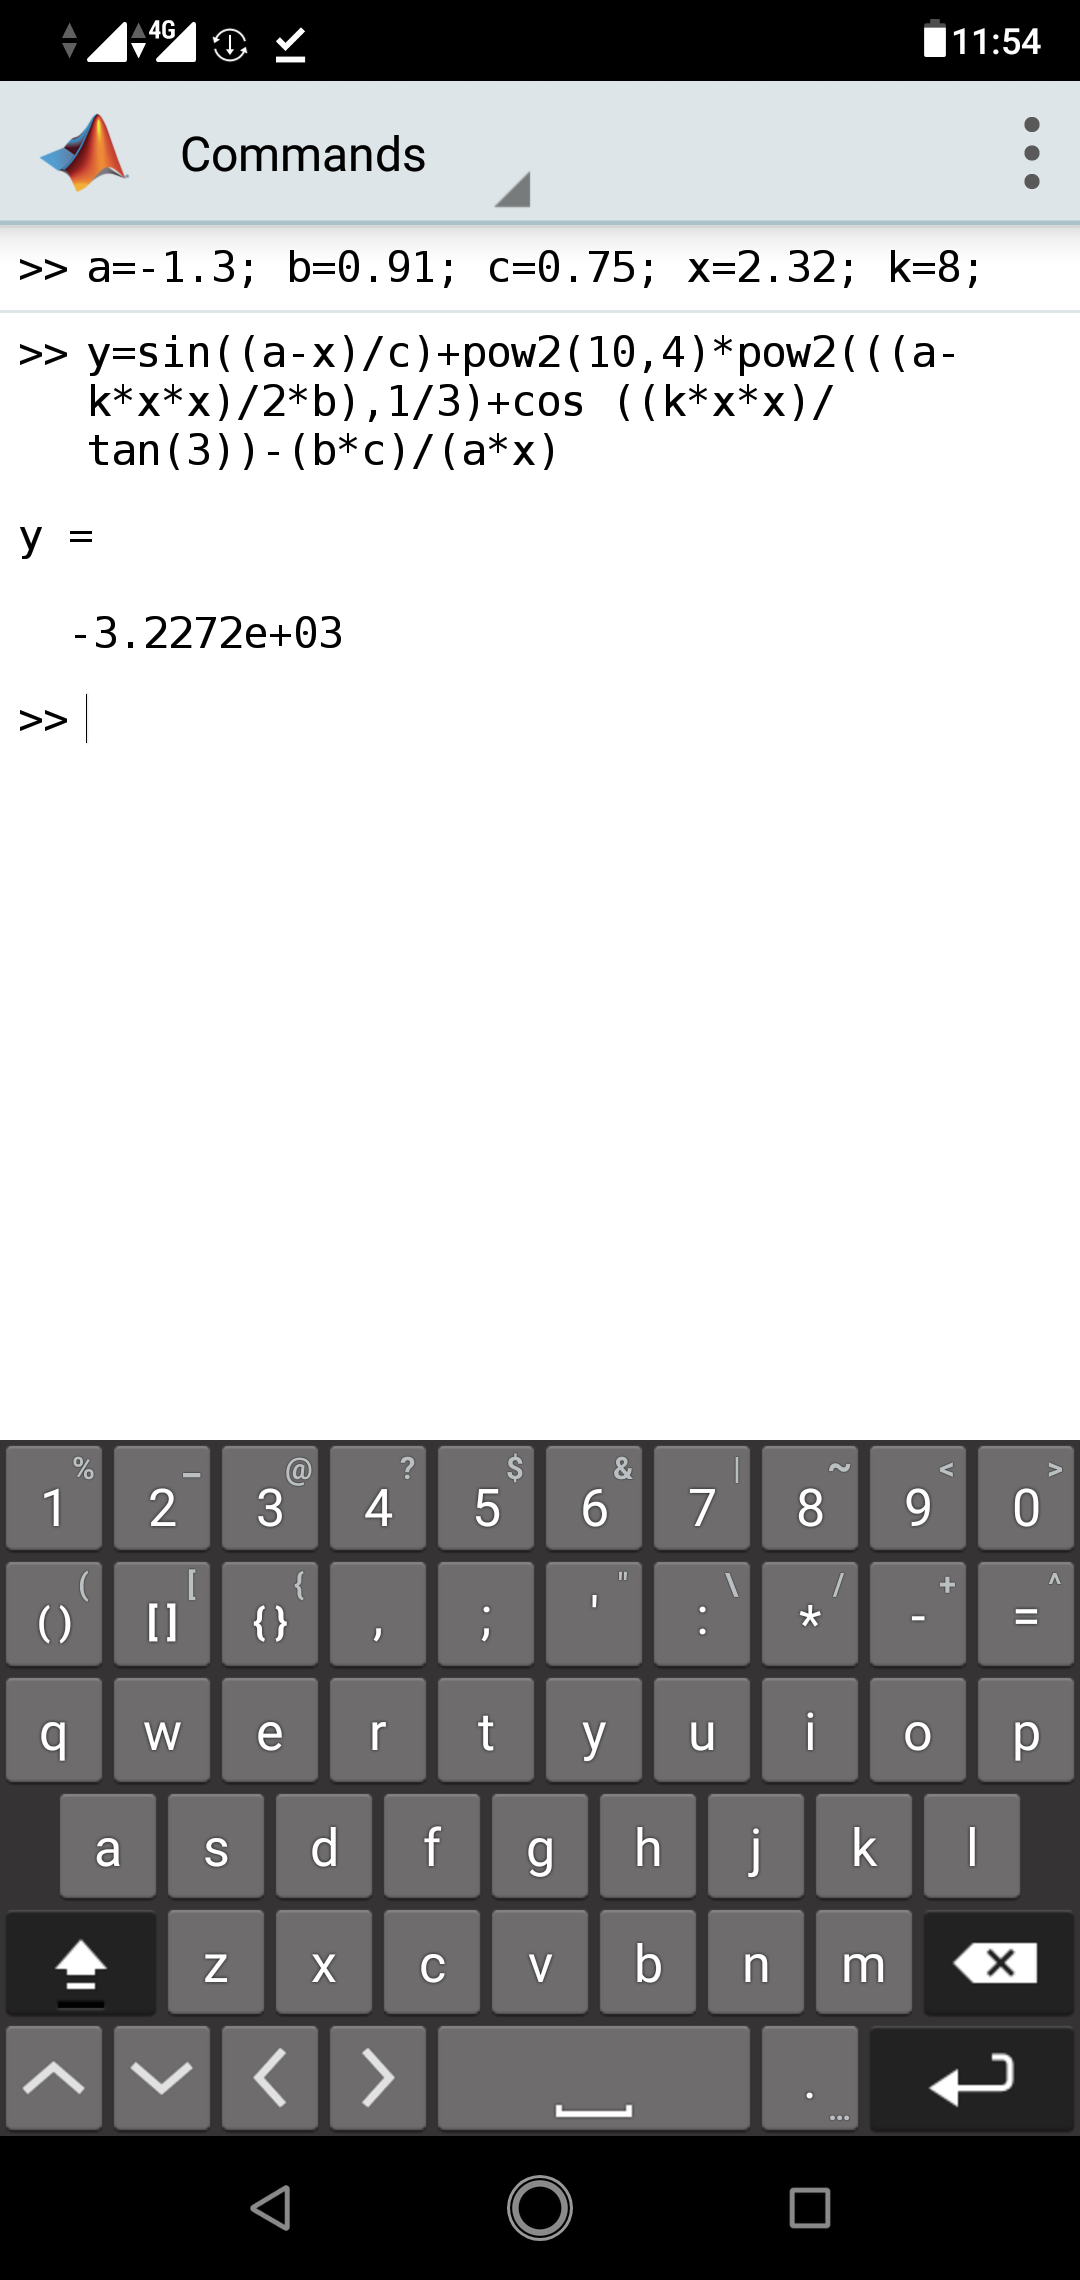 4G 11:54
Commands
>> a=-1.3; b=0.91; c=0.75; x=2.32; k=8;
>> y=sin((a-x)/c)+pow2(10,4)*pow2(((a-
k*x*x)/2*b),1/3)+cos ((k*x*x)/
tan(3))-(b*c)/(a*x)
y =
-3.2272e+03
>>
% _ @ ? $ & | ~ < >
1 2 3 4 5 6 7 8 9 0
( [ { " \ / + ^
() [] {} , ; ' : * - =
q w e r t y u i o p
a s d f g h j k l
z x c v b n m
. ...